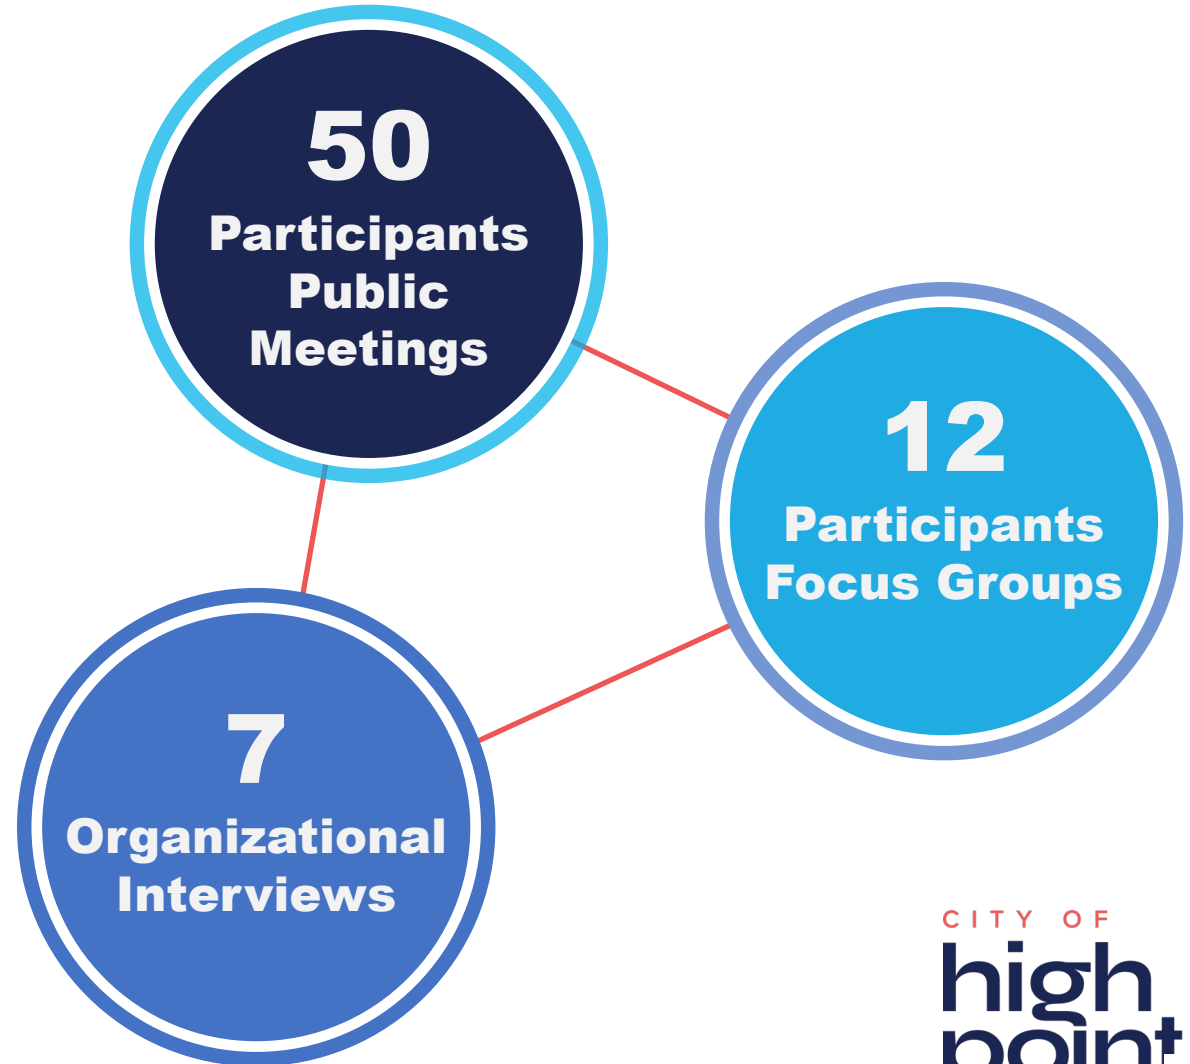 50
Participants
Public
Meetings
12
Participants
Focus Groups
7
Organizational
Interviews
CITY OF
high
point